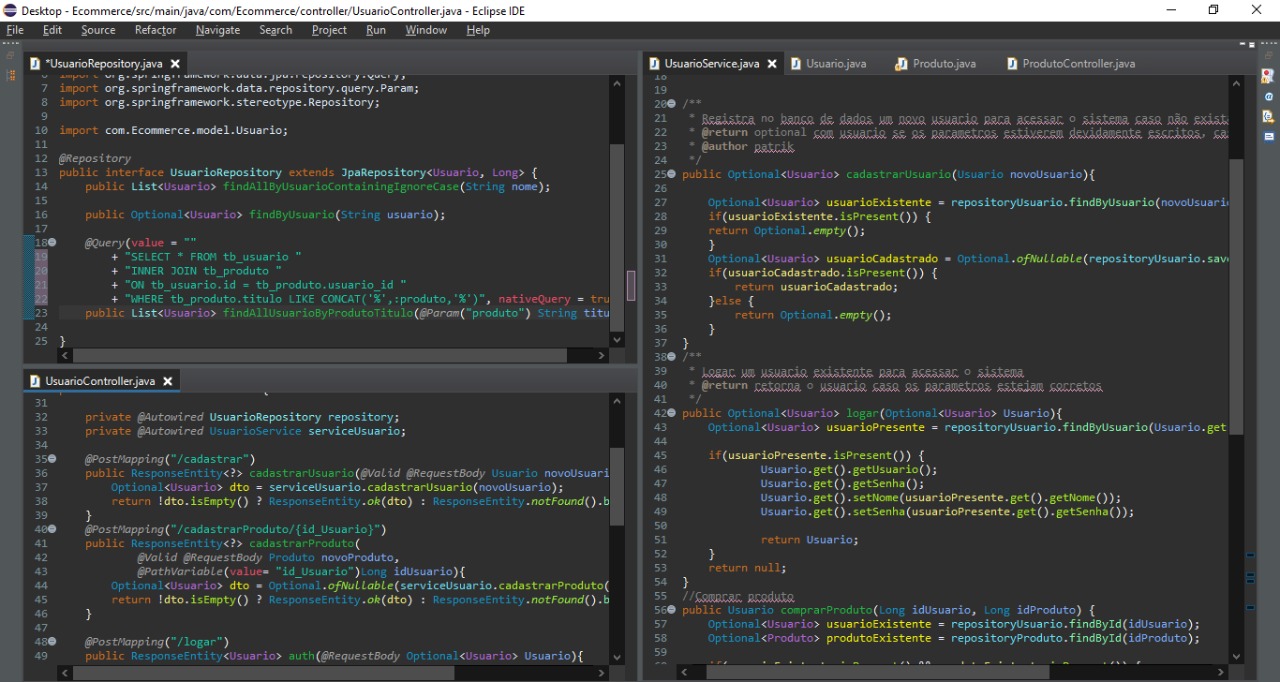 Desktop - Ecommerce/src/main/java/com/Ecommerce/controller/UsuarioController.java - Eclipse IDE
File Edit Source Refactor Navigate Search Project Run Window Help
*UsuarioRepository.java
6 import org.springframework.data.jpa.repository.Query;
7 import org.springframework.data.repository.query.Param;
8 import org.springframework.stereotype.Repository;
9
10 import com.Ecommerce.model.Usuario;
11
12 @Repository
13 public interface UsuarioRepository extends JpaRepository<Usuario, Long> {
14 public List<Usuario> findAllByUsuarioContainingIgnoreCase(String nome);
15
16 public Optional<Usuario> findByUsuario(String usuario);
17
18 @Query(value = ""
19 + "SELECT * FROM tb_usuario "
20 + "INNER JOIN tb_produto "
21 + "ON tb_usuario.id = tb_produto.usuario_id "
22 + "WHERE tb_produto.titulo LIKE CONCAT('%',:produto,'%')", nativeQuery = tru
23 public List<Usuario> findAllUsuarioByProdutoTitulo(@Param("produto") String titu
24
25 }
UsuarioController.java
31
32 private @Autowired UsuarioRepository repository;
33 private @Autowired UsuarioService serviceUsuario;
34
35 @PostMapping("/cadastrar")
36 public ResponseEntity<?> cadastrarUsuario(@Valid @RequestBody Usuario novoUsuari
37 Optional<Usuario> dto = serviceUsuario.cadastrarUsuario(novoUsuario);
38 return !dto.isEmpty() ? ResponseEntity.ok(dto) : ResponseEntity.notFound().b
39 }
40 @PostMapping("/cadastrarProduto/{id_Usuario}")
41 public ResponseEntity<?> cadastrarProduto(
42 @Valid @RequestBody Produto novoProduto,
43 @PathVariable(value= "id_Usuario")Long idUsuario){
44 Optional<Usuario> dto = Optional.ofNullable(serviceUsuario.cadastrarProduto(
45 return !dto.isEmpty() ? ResponseEntity.ok(dto) : ResponseEntity.notFound().b
46 }
47
48 @PostMapping("/logar")
49 public ResponseEntity<Usuario> auth(@RequestBody Optional<Usuario> Usuario){
UsuarioService.java Usuario.java Produto.java ProdutoController.java
18
19
20 /**
21 * Registra no banco de dados um novo usuario para acessar o sistema caso não exist
22 * @return optional com usuario se os parametros estiverem devidamente escritos, ca
23 * @author patrik
24 */
25 public Optional<Usuario> cadastrarUsuario(Usuario novoUsuario){
26
27 Optional<Usuario> usuarioExistente = repositoryUsuario.findByUsuario(novoUsuari
28 if(usuarioExistente.isPresent()) {
29 return Optional.empty();
30 }
31 Optional<Usuario> usuarioCadastrado = Optional.ofNullable(repositoryUsuario.sav
32 if(usuarioCadastrado.isPresent()) {
33 return usuarioCadastrado;
34 }else {
35 return Optional.empty();
36 }
37 }
38 /**
39 * Logar um usuario existente para acessar o sistema
40 * @return retorna o usuario caso os parametros estejam corretos
41 */
42 public Optional<Usuario> logar(Optional<Usuario> Usuario){
43 Optional<Usuario> usuarioPresente = repositoryUsuario.findByUsuario(Usuario.get
44
45 if(usuarioPresente.isPresent()) {
46 Usuario.get().getUsuario();
47 Usuario.get().getSenha();
48 Usuario.get().setNome(usuarioPresente.get().getNome());
49 Usuario.get().setSenha(usuarioPresente.get().getSenha());
50
51 return Usuario;
52 }
53 return null;
54 }
55 //Comprar produto
56 public Usuario comprarProduto(Long idUsuario, Long idProduto) {
57 Optional<Usuario> usuarioExistente = repositoryUsuario.findById(idUsuario);
58 Optional<Produto> produtoExistente = repositoryProduto.findById(idProduto);
59